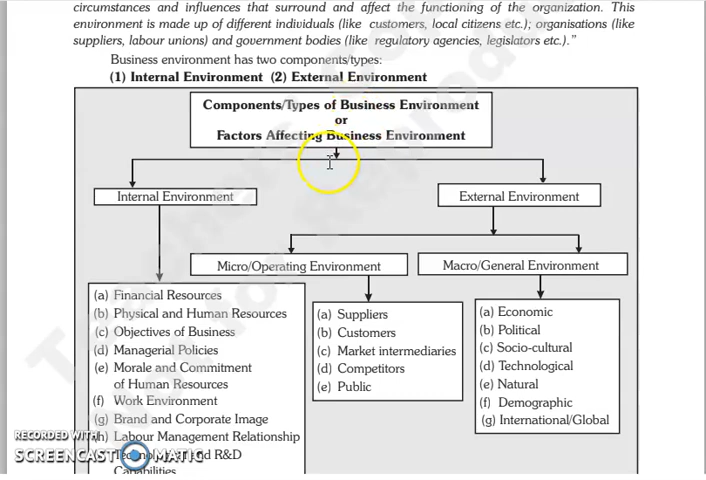 circumstances and influences that surround and affect the functioning of the organization. This
environment is made up of different individuals (like customers, local citizens etc.); organisations (like
suppliers, labour unions) and government bodies (like regulatory agencies, legislators etc.)."
Business environment has two components/types:
(1) Internal Environment (2) External Environment
Components/Types of Business Environment
or
Factors Affecting Business Environment
Internal Environment
External Environment
Micro/Operating Environment
Macro/General Environment
(a) Financial Resources
(b) Physical and Human Resources
(c) Objectives of Business
(d) Managerial Policies
(e) Morale and Commitment
of Human Resources
(f) Work Environment
(g) Brand and Corporate Image
(h) Labour Management Relationship
Technology and R&D
Capabilities
(a) Suppliers
(b) Customers
(c) Market intermediaries
(d) Competitors
(e) Public
(a) Economic
(b) Political
(c) Socio-cultural
(d) Technological
(e) Natural
(f) Demographic
(g) International/Global
RECORDED WITH
SCREENCAST MATIC